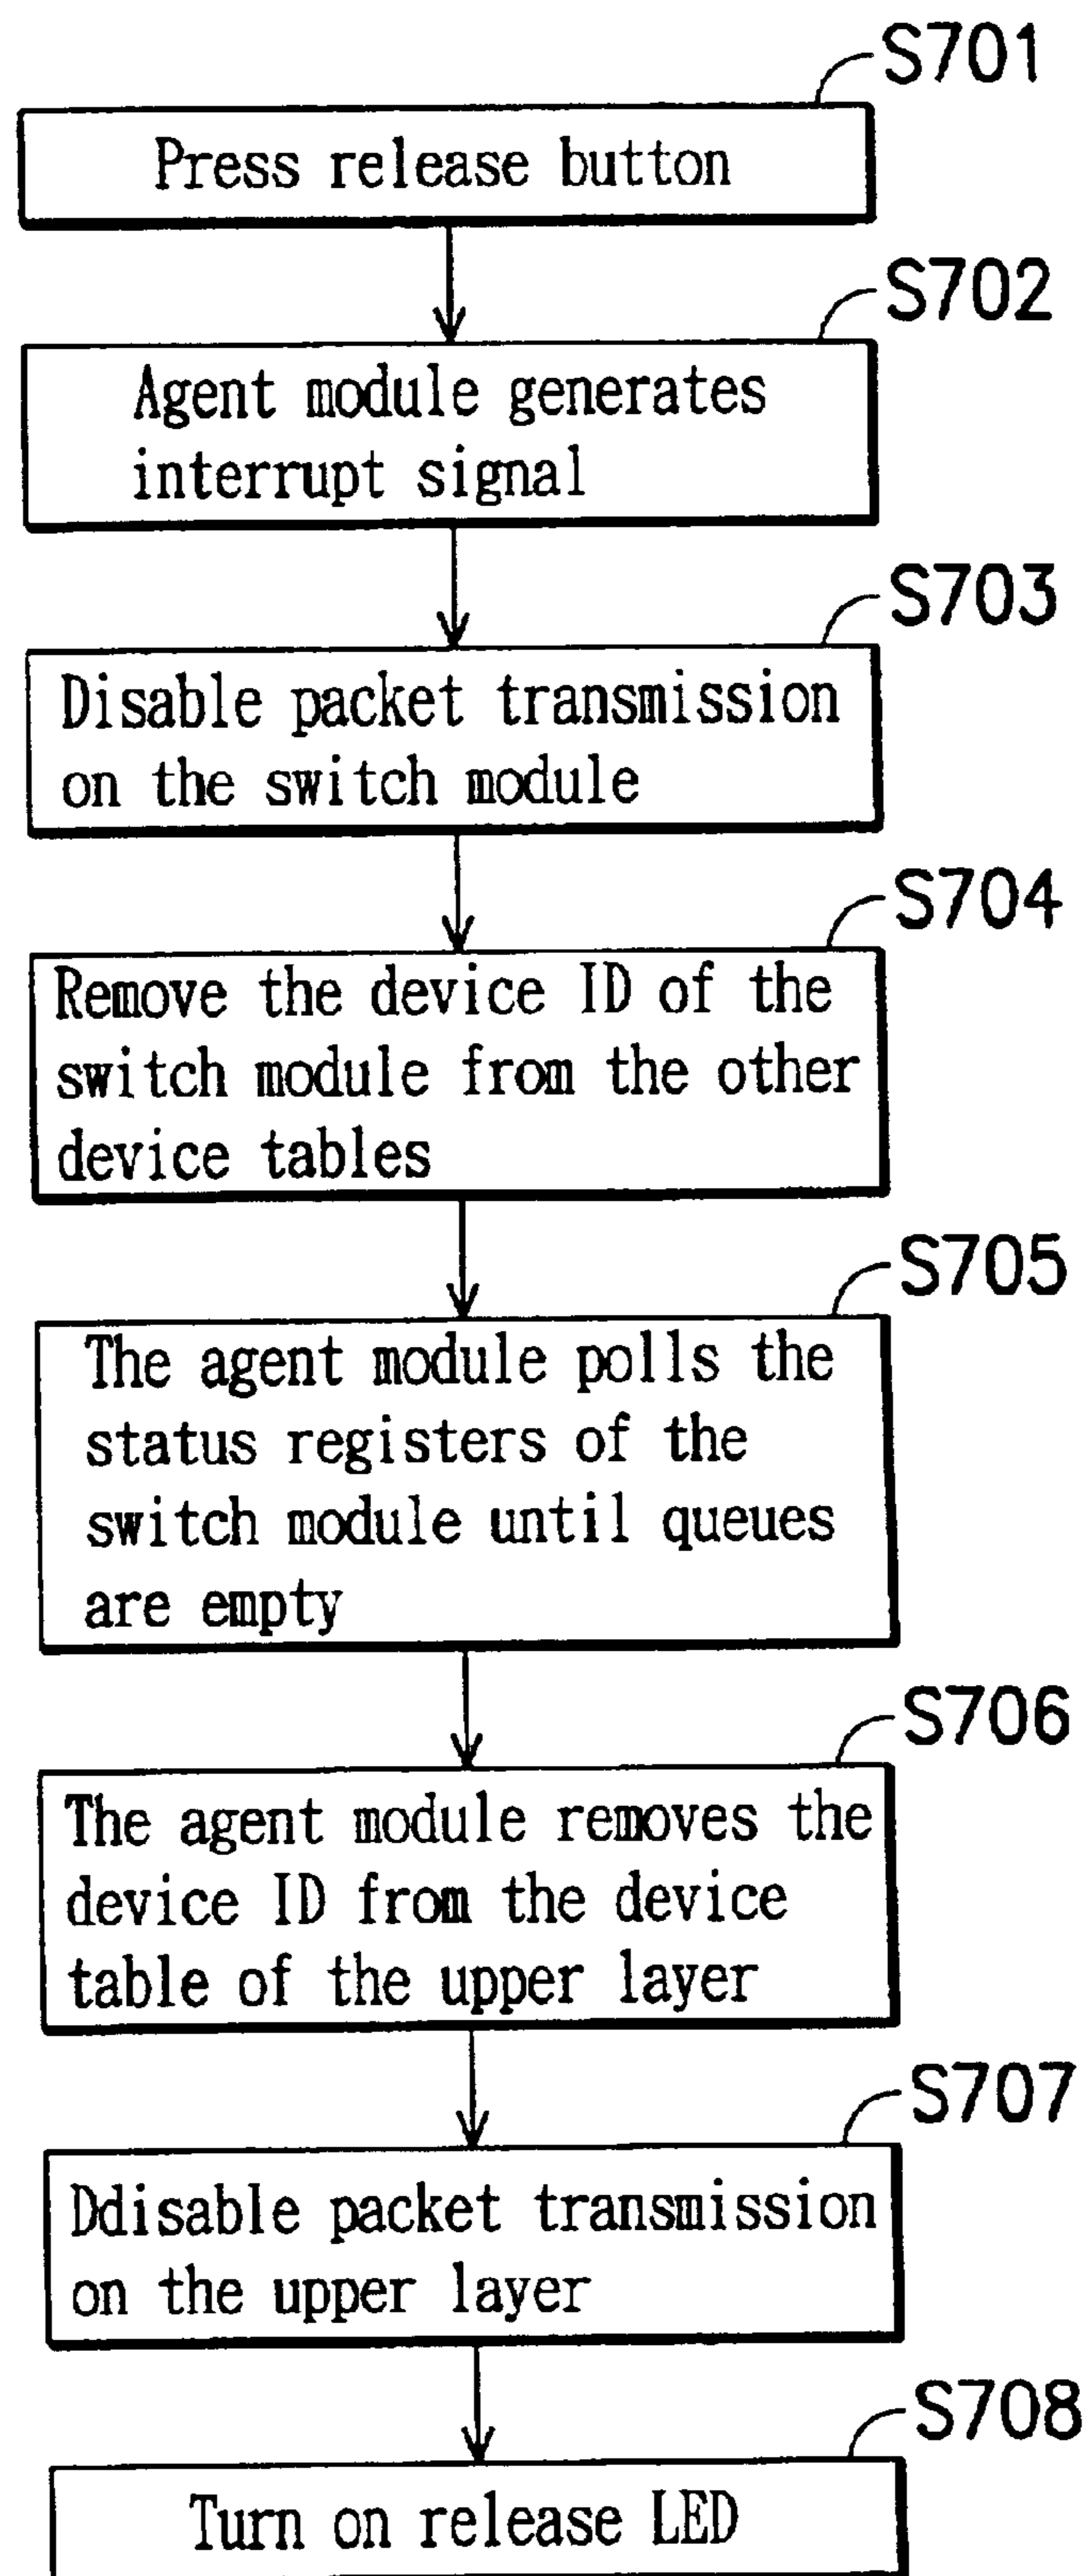 S701
Press release button
S702
Agent module generates
interrupt signal
S703
Disable packet transmission
on the switch module
S704
Remove the device ID of the
switch module from the other
device tables
S705
The agent module polls the
status registers of the
switch module until queues
are empty
S706
The agent module removes the
device ID from the device
table of the upper layer
S707
Ddisable packet transmission
on the upper layer
S708
Turn on release LED